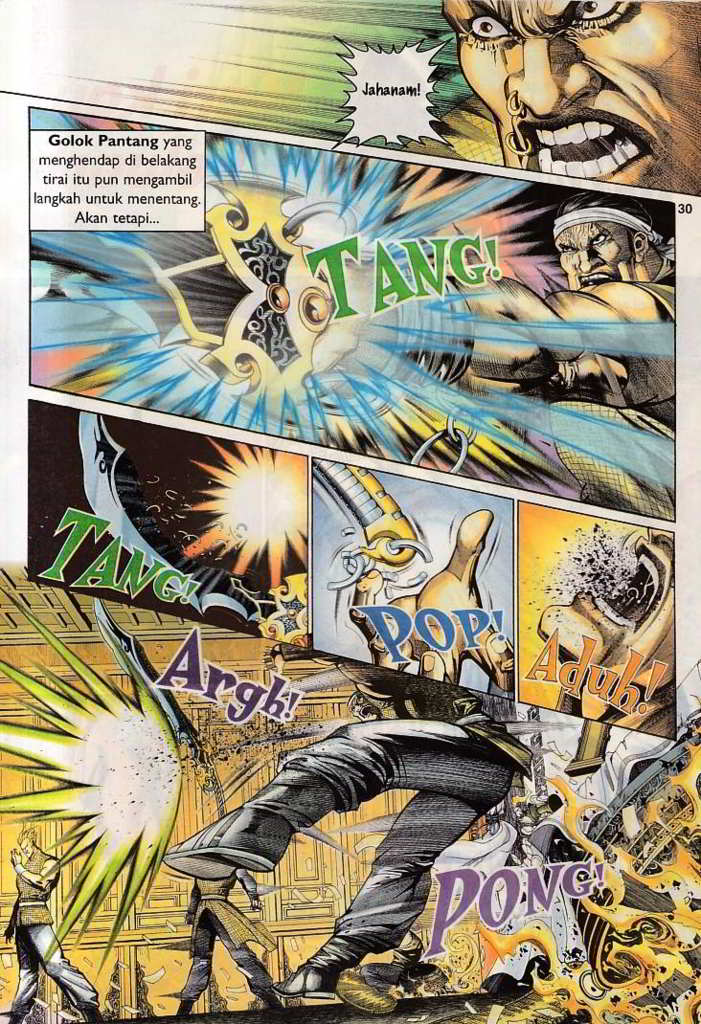 Jahanam!
Golok Pantang yang
menghendap di belakang
tirai itu pun mengambil
langkah untuk menentang.
Akan tetapi...
30
TANG!
TANG!
POP!
Aduh!
Argh!
PONG!